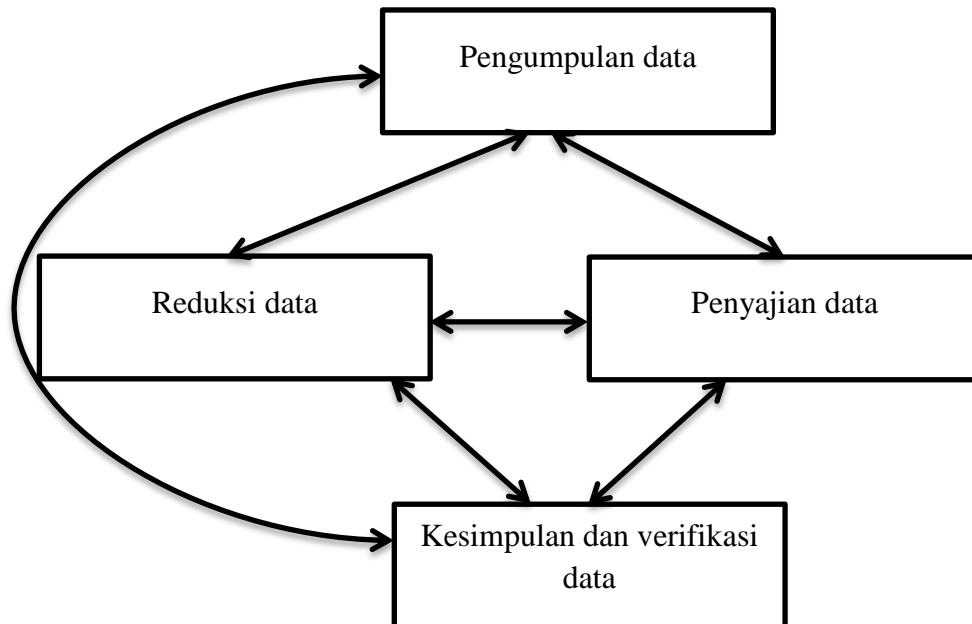 Pengumpulan data
Reduksi data
Penyajian data
Kesimpulan dan verifikasi
data